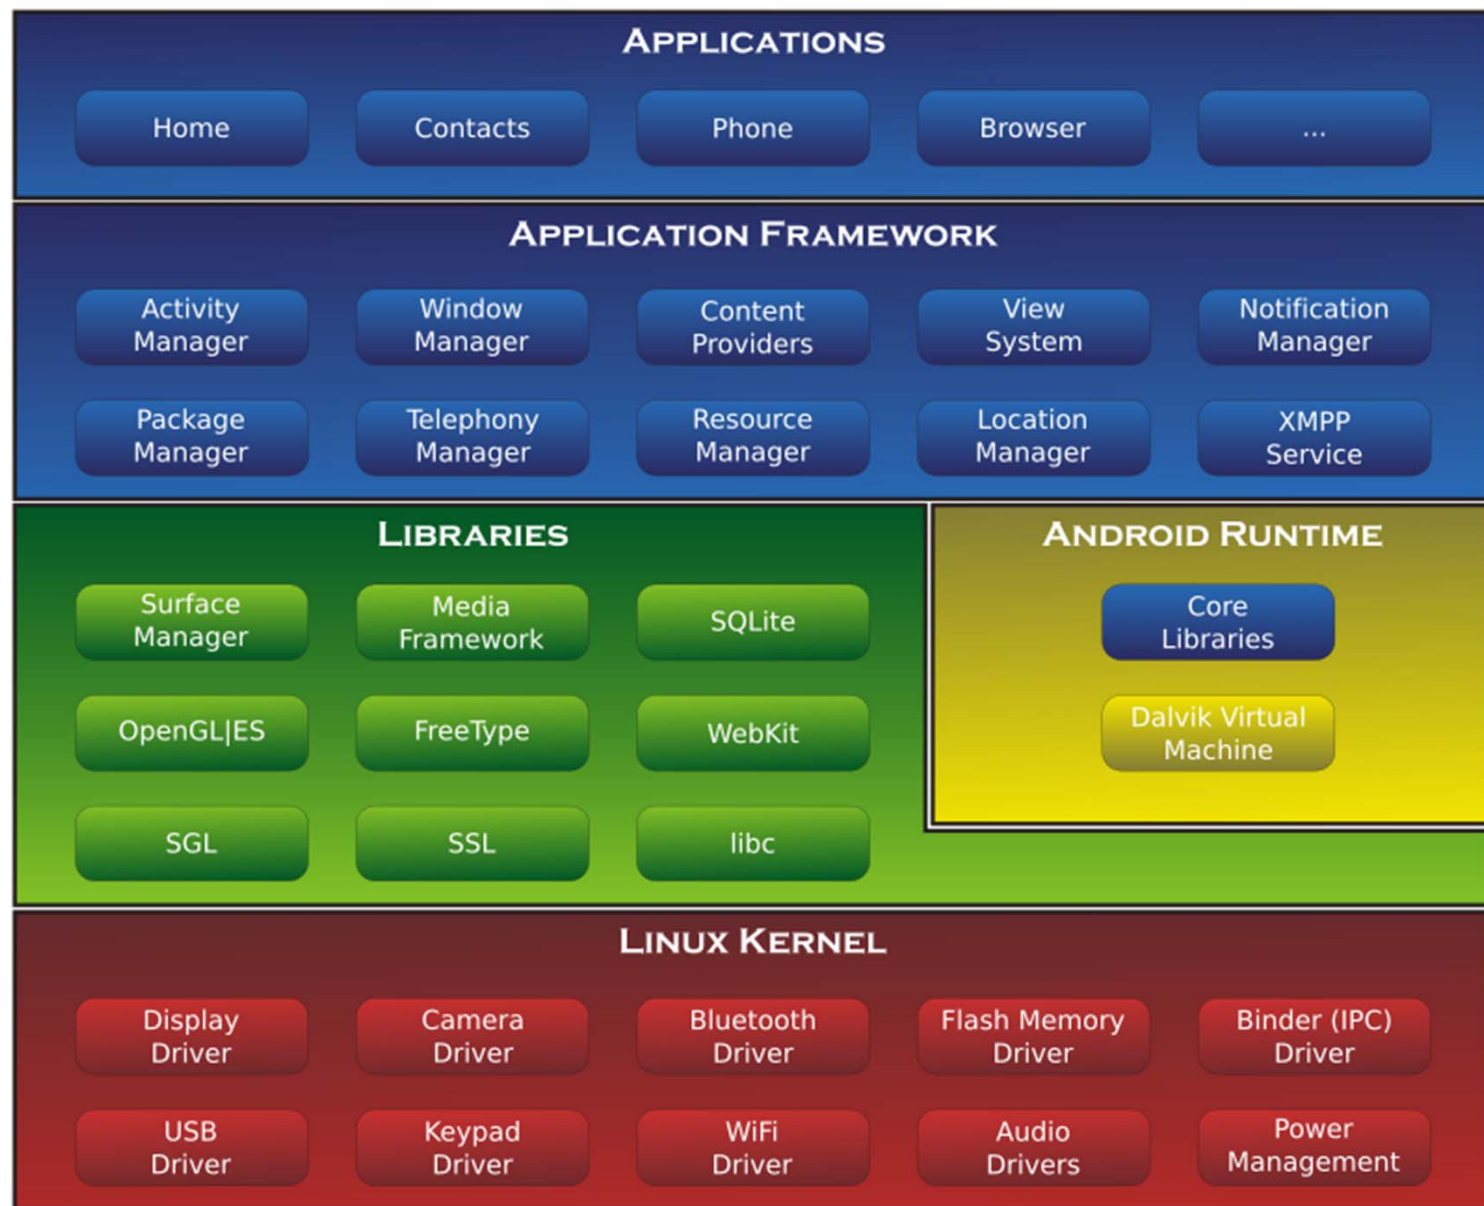 APPLICATIONS
Home
Contacts
Phone
Browser
...
APPLICATION FRAMEWORK
Activity
Manager
Window
Manager
Content
Providers
View
System
Notification
Manager
Package
Manager
Telephony
Manager
Resource
Manager
Location
Manager
XMPP
Service
LIBRARIES
Surface
Manager
Media
Framework
SQLite
OpenGL|ES
FreeType
WebKit
SGL
SSL
libc
ANDROID RUNTIME
Core
Libraries
Dalvik Virtual
Machine
LINUX KERNEL
Display
Driver
Camera
Driver
Bluetooth
Driver
Flash Memory
Driver
Binder (IPC)
Driver
USB
Driver
Keypad
Driver
WiFi
Driver
Audio
Drivers
Power
Management